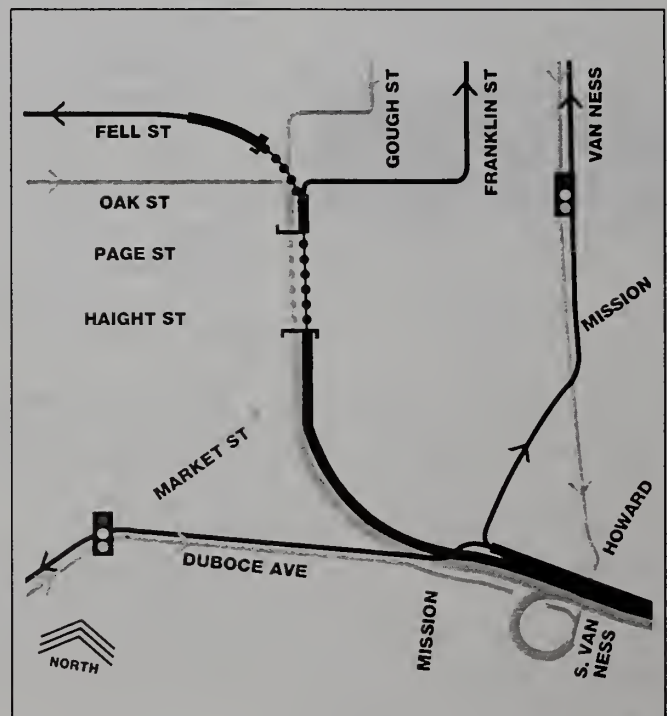 GOUGH ST
FRANKLIN ST
VAN NESS
FELL ST
OAK ST
PAGE ST
HAIGHT ST
MISSION
MARKET ST
HOWARD
DUBOCE AVE
MISSION
S. VAN
NESS
NORTH